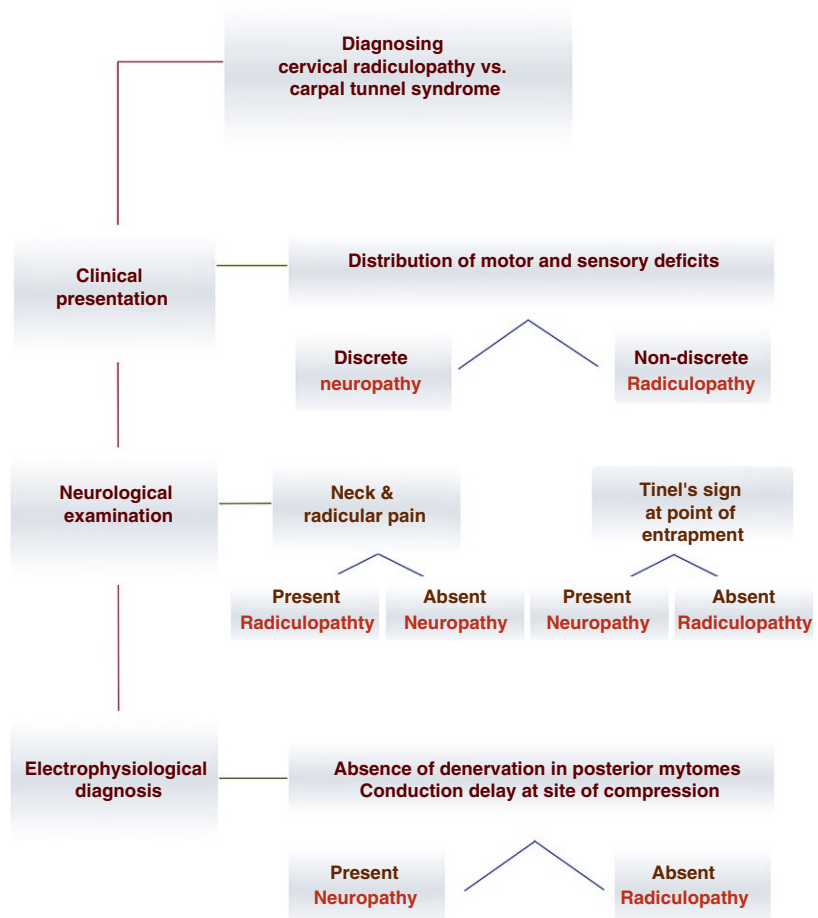 Diagnosing
cervical radiculopathy vs.
carpal tunnel syndrome
Clinical
presentation
Distribution of motor and sensory deficits
Discrete
neuropathy
Non-discrete
Radiculopathy
Neurological
examination
Neck &
radicular pain
Tinel's sign
at point of
entrapment
Present
Radiculopathty
Absent
Neuropathy
Present
Neuropathy
Absent
Radiculopathty
Electrophysiological
diagnosis
Absence of denervation in posterior mytomes
Conduction delay at site of compression
Present
Neuropathy
Absent
Radiculopathty